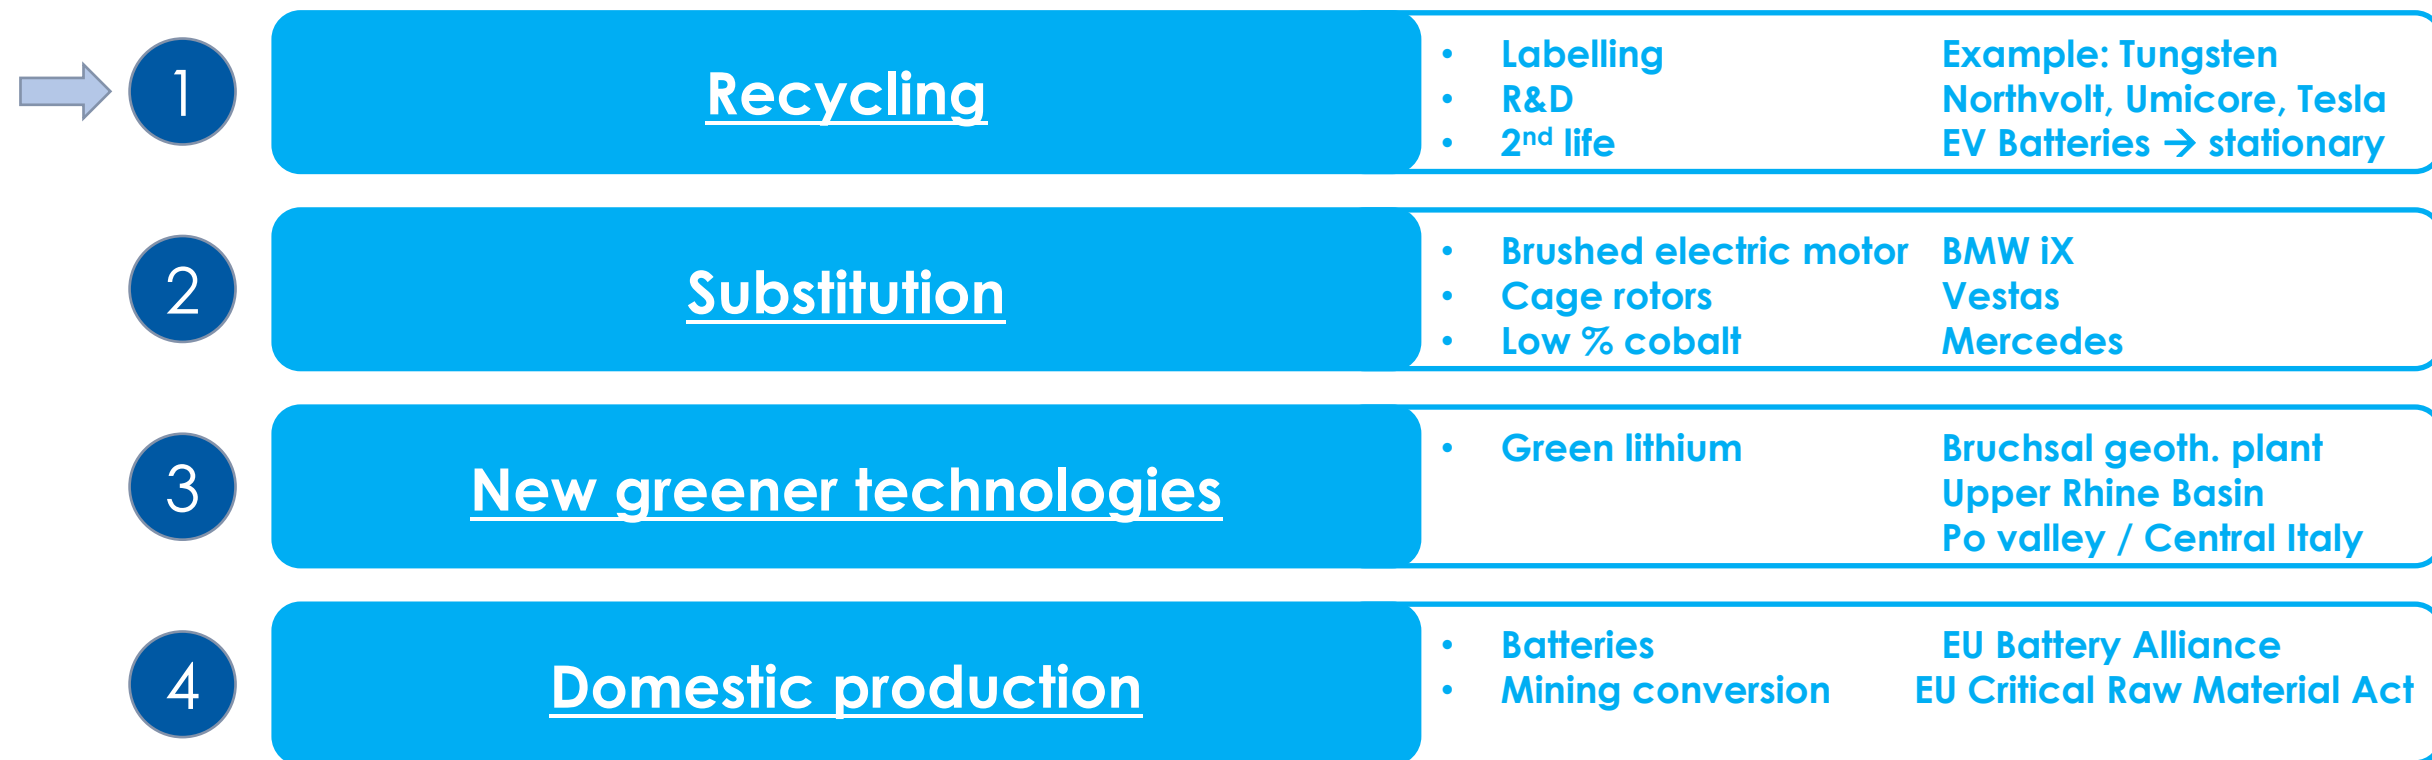 1
Recycling
• Labelling Example: Tungsten
• R&D Northvolt, Umicore, Tesla
• 2nd life EV Batteries → stationary
2
Substitution
• Brushed electric motor BMW iX
• Cage rotors Vestas
• Low % cobalt Mercedes
3
New greener technologies
• Green lithium Bruchsal geoth. plant
Upper Rhine Basin
Po valley / Central Italy
4
Domestic production
• Batteries EU Battery Alliance
• Mining conversion EU Critical Raw Material Act